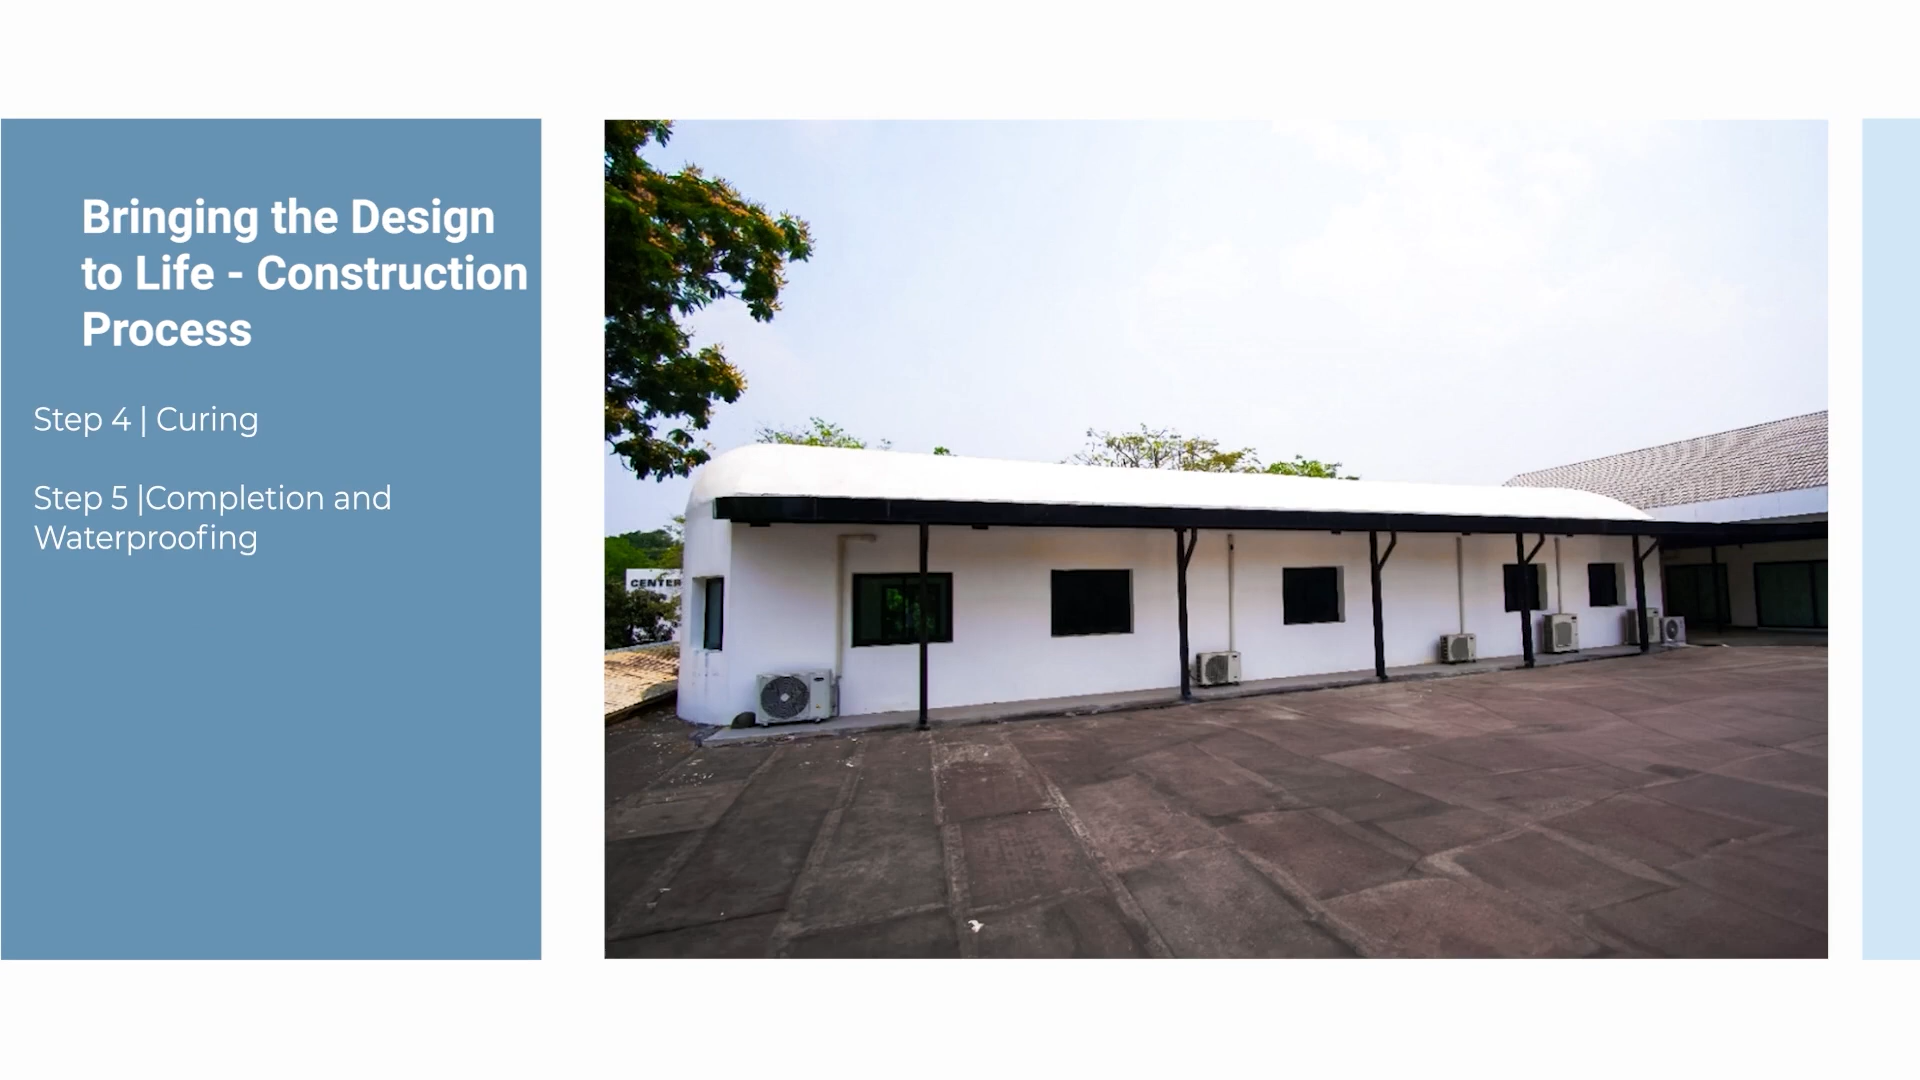 Bringing the Design
to Life - Construction
Process
Step 4 | Curing
Step 5 |Completion and
Waterproofing
CENTER